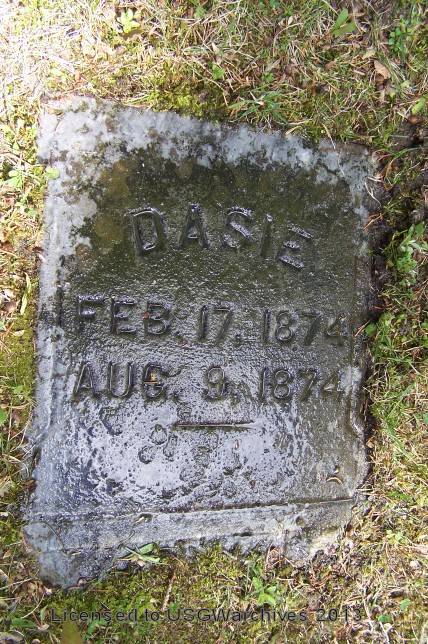 DASIE
FEB. 17, 1874
AUG. 9, 1874
Licensed to USGWarchives 2013